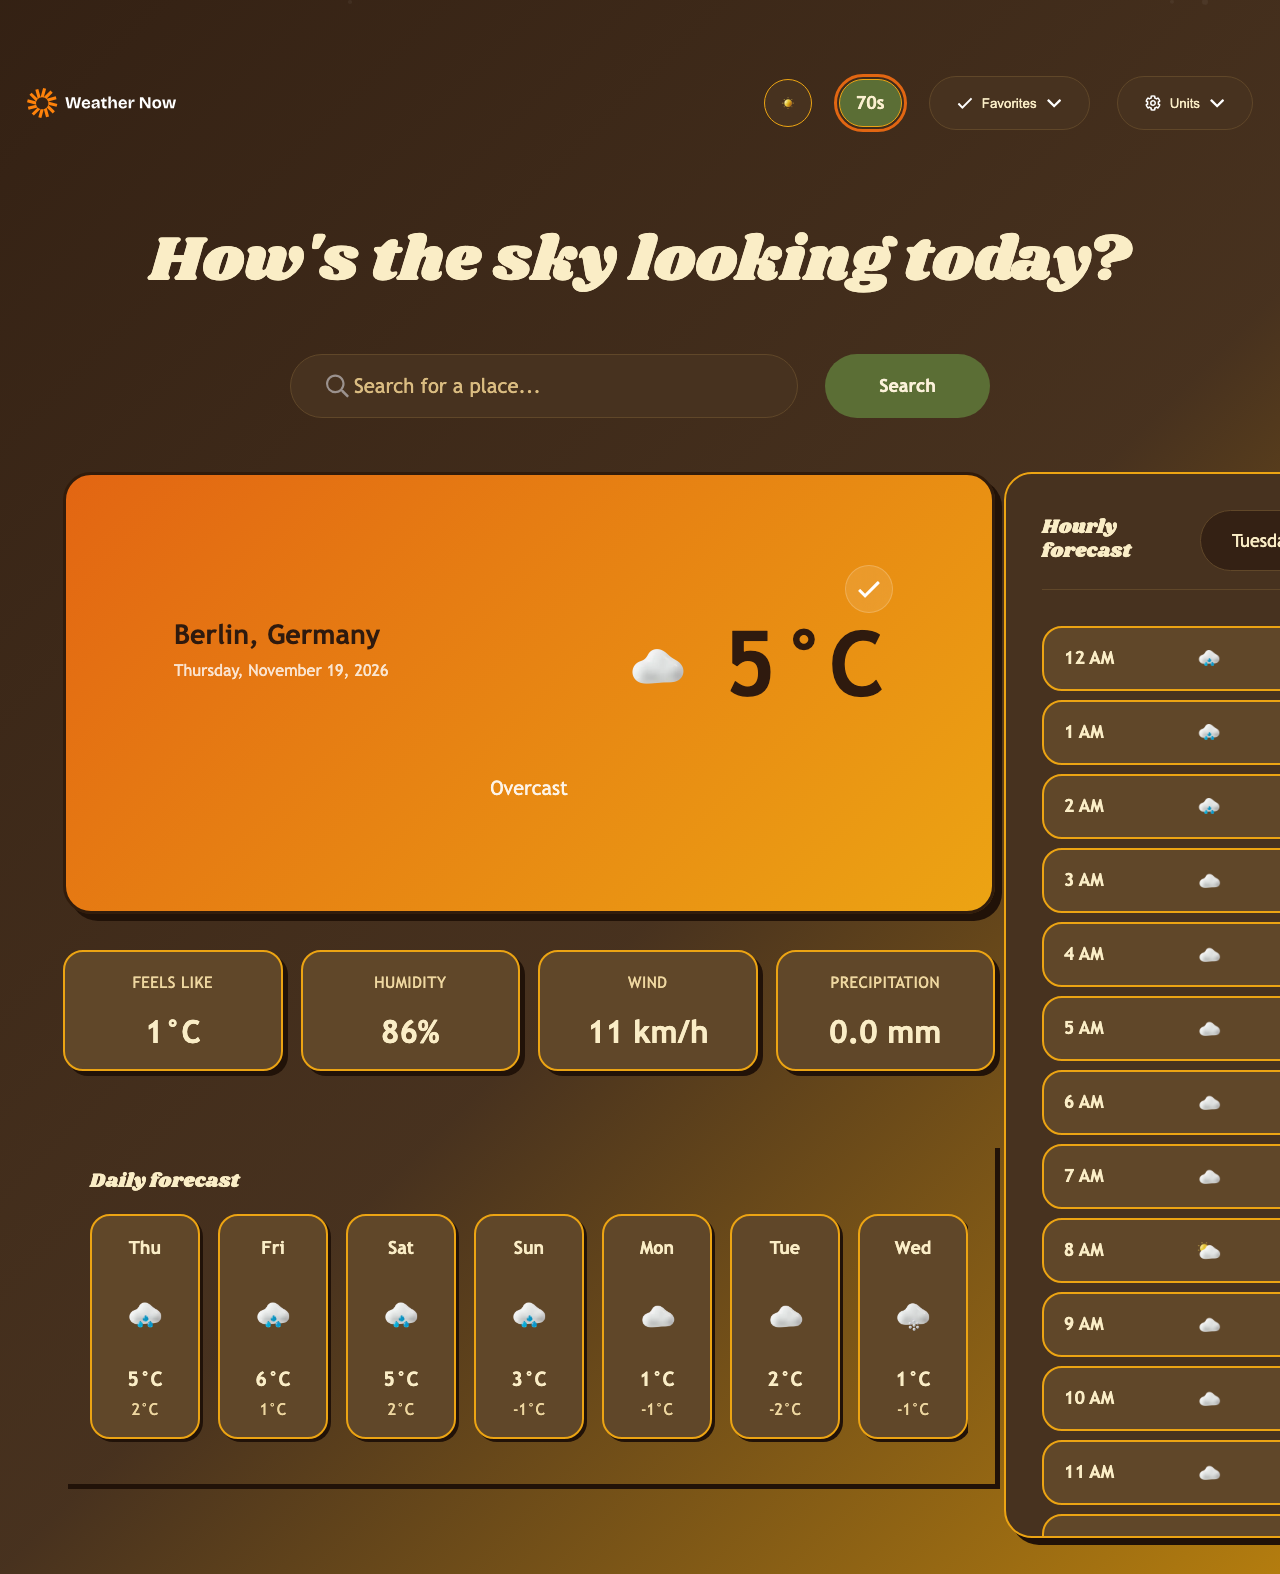 Weather Now
70s
Favorites
Units
How's the sky looking today?
Search for a place...
Search
Berlin, Germany
Thursday, November 19, 2026
5°C
Overcast
FEELS LIKE
1°C
HUMIDITY
86%
WIND
11 km/h
PRECIPITATION
0.0 mm
Daily forecast
Thu
5°C
2°C
Fri
6°C
1°C
Sat
5°C
2°C
Sun
3°C
-1°C
Mon
1°C
-1°C
Tue
2°C
-2°C
Wed
1°C
-1°C
Hourly
forecast
12 AM
1 AM
2 AM
3 AM
4 AM
5 AM
6 AM
7 AM
8 AM
9 AM
10 AM
11 AM